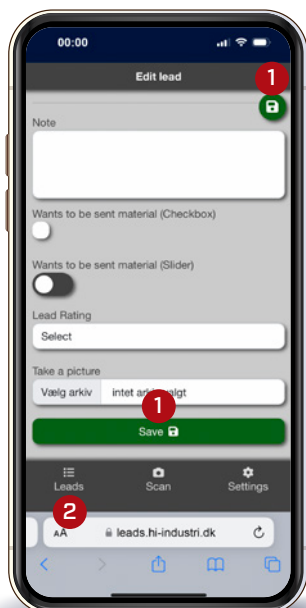 00:00
Edit lead
1
Note
Wants to be sent material (Checkbox)
Wants to be sent material (Slider)
Lead Rating
Select
Take a picture
Vælg arkiv intet arkiv valgt
1
Save
Leads Scan Settings
2
AA leads.hi-industri.dk